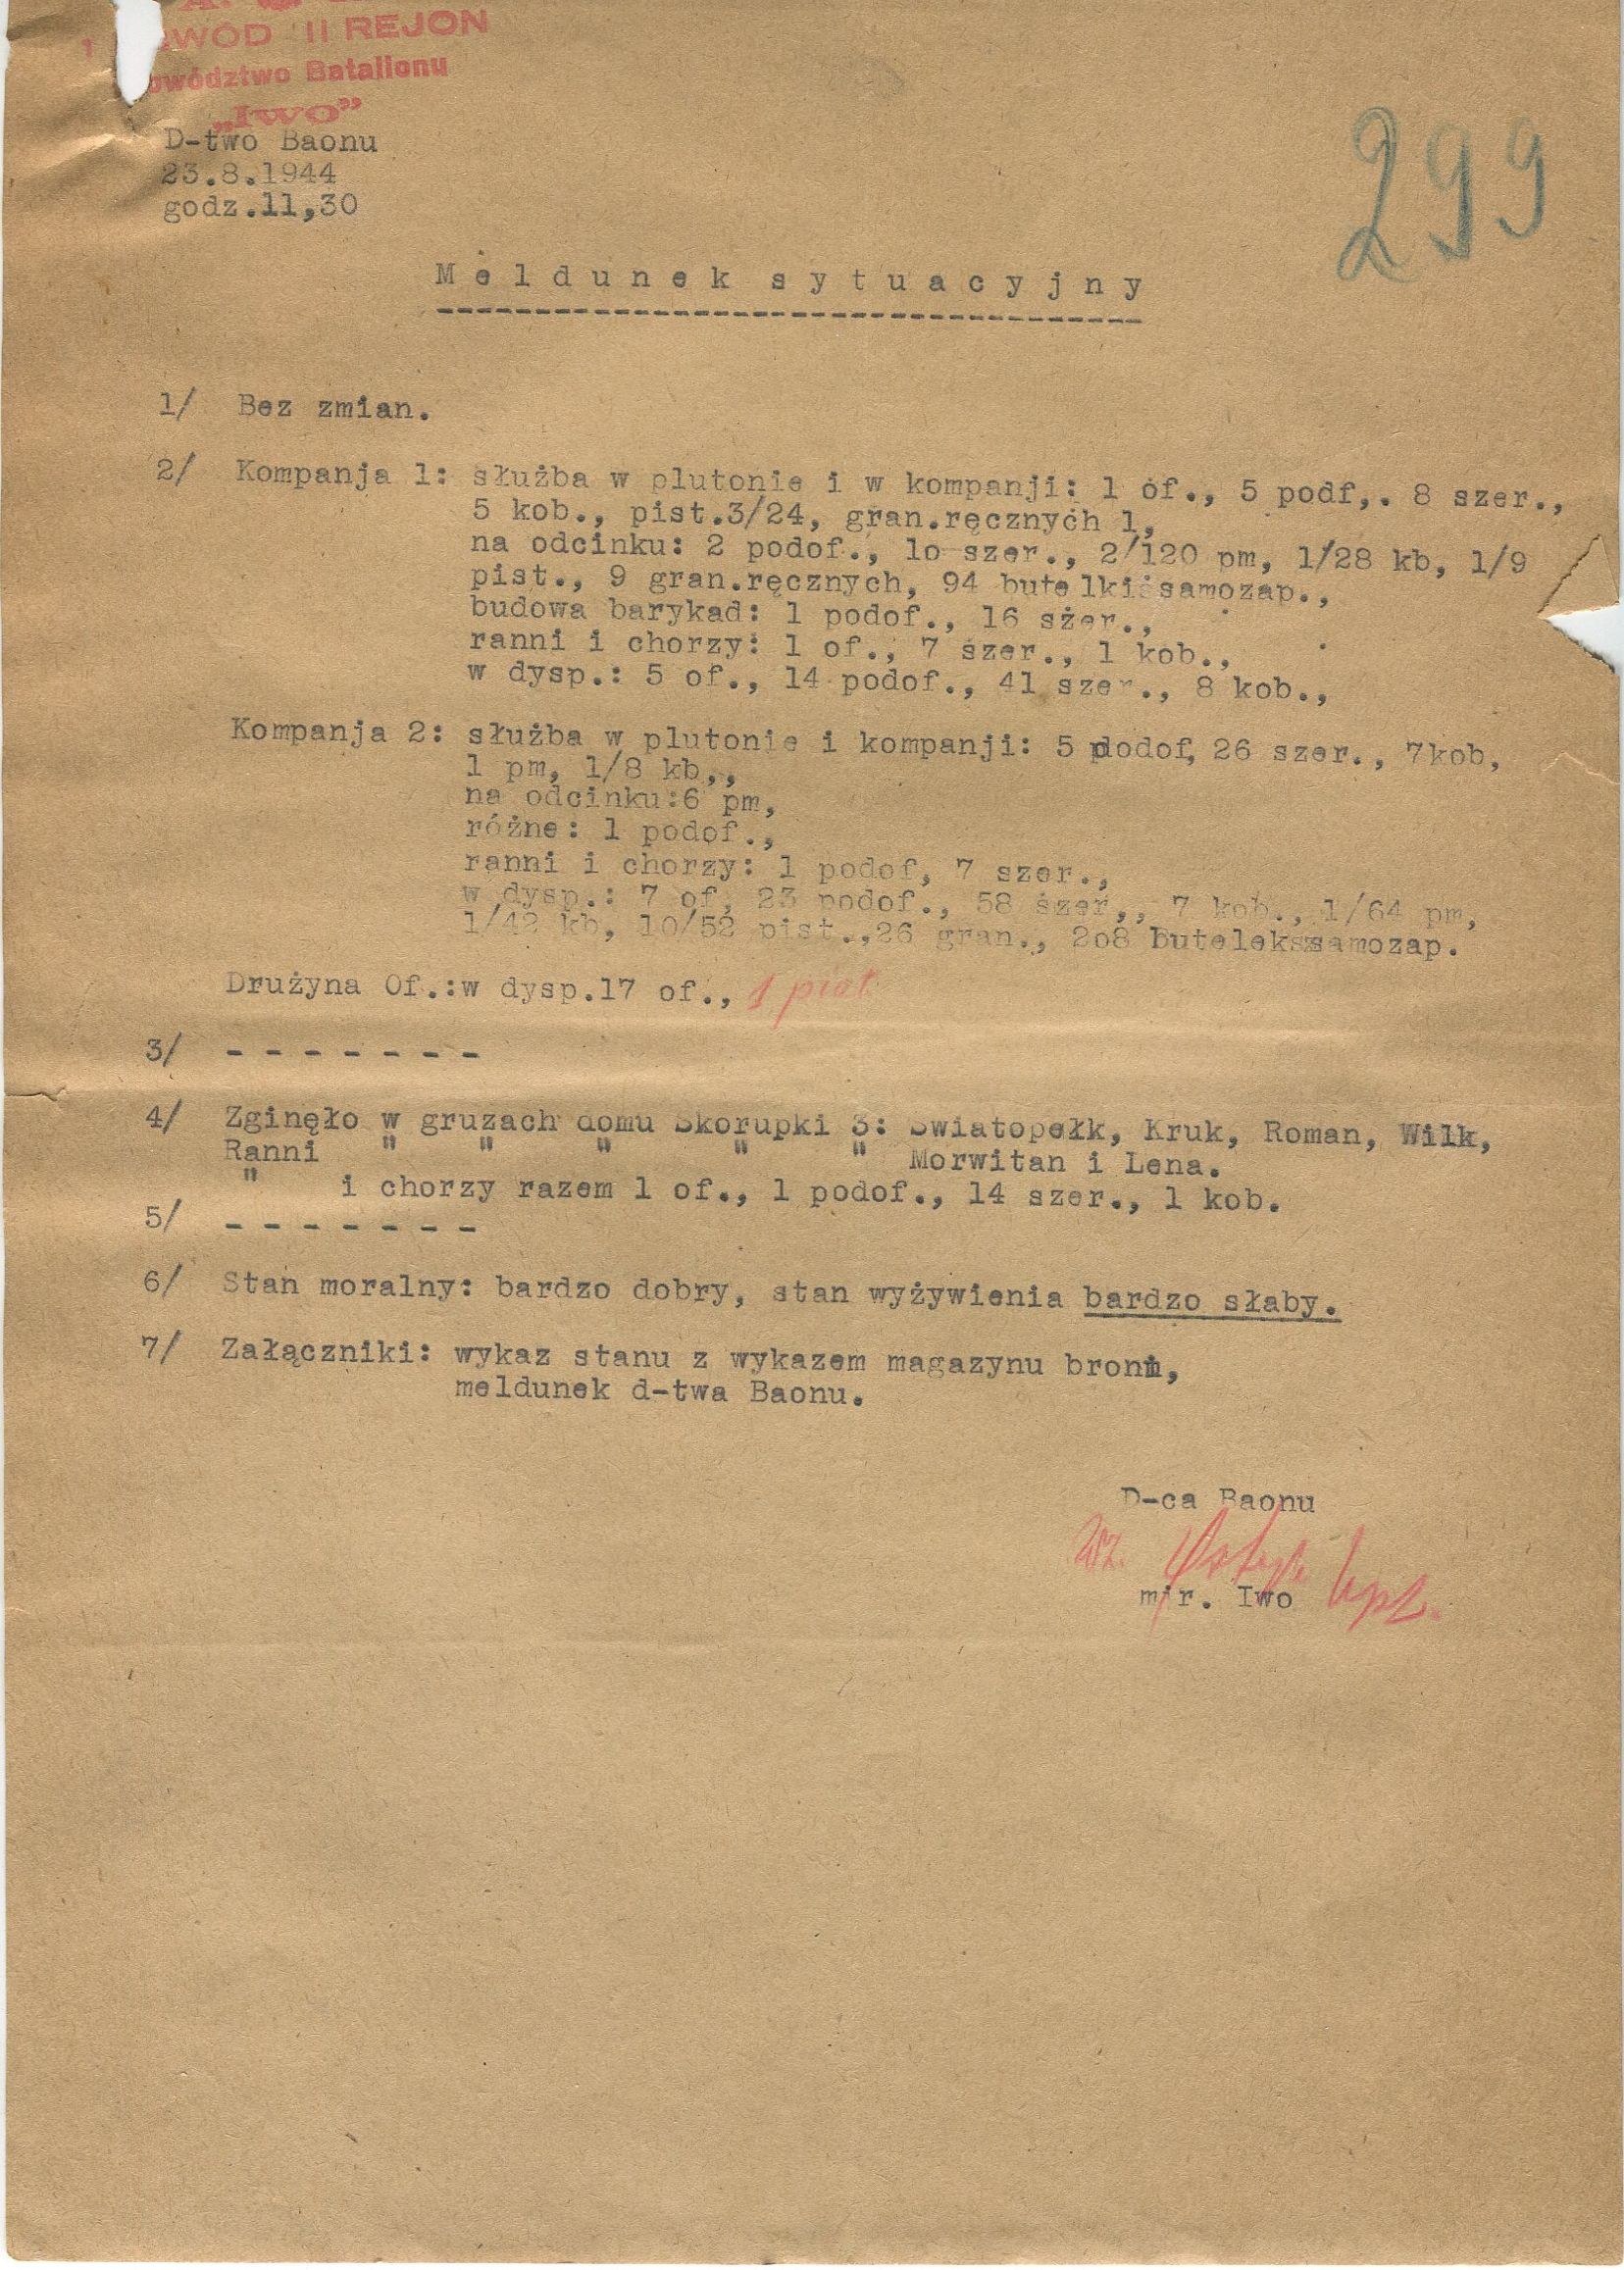 II REJON
Batalionu
„IWO”
299
D-two Baonu
23.8.1944
godz.11,30
Meldunek sytuacyjny
1/ Bez zmian.
2/ Kompanja 1: służba w plutonie i w kompanji: 1 of., 5 podf,. 8 szer.,
5 kob., pist.3/24, gran.ręcznych 1,
na odcinku: 2 podof., 1o szer., 2/120 pm, 1/28 kb, 1/9
pist., 9 gran.ręcznych, 94 butelki samozap.,
budowa barykad: 1 podof., 16 szer.,
ranni i chorzy: 1 of., 7 szer., 1 kob.,
w dysp.: 5 of., 14 podof., 41 szer., 8 kob.,
Kompanja 2: służba w plutonie i kompanji: 5 podof, 26 szer., 7kob,
1 pm, 1/8 kb,,
na odcinku:6 pm,
różne: 1 podof.,
ranni i chorzy: 1 podof, 7 szer.,
w dysp.: 7 of, 23 podof., 58 szer,, 7 kob., 1/64 pm,
1/42 kb, 10/52 pist.,26 gran., 2o8 butelek samozap.
Drużyna Of.:w dysp.17 of., 1 piat
3/ - - - - - - -
4/ Zginęło w gruzach domu Skorupki 3: Swiatopełk, Kruk, Roman, Wilk,
Ranni " " " " " Morwitan i Lena.
" i chorzy razem 1 of., 1 podof., 14 szer., 1 kob.
5/ - - - - - - -
6/ Stan moralny: bardzo dobry, stan wyżywienia bardzo słaby.
7/ Załączniki: wykaz stanu z wykazem magazynu broni,
meldunek d-twa Baonu.
D-ca Baonu
wz. kpt.
mjr. Iwo